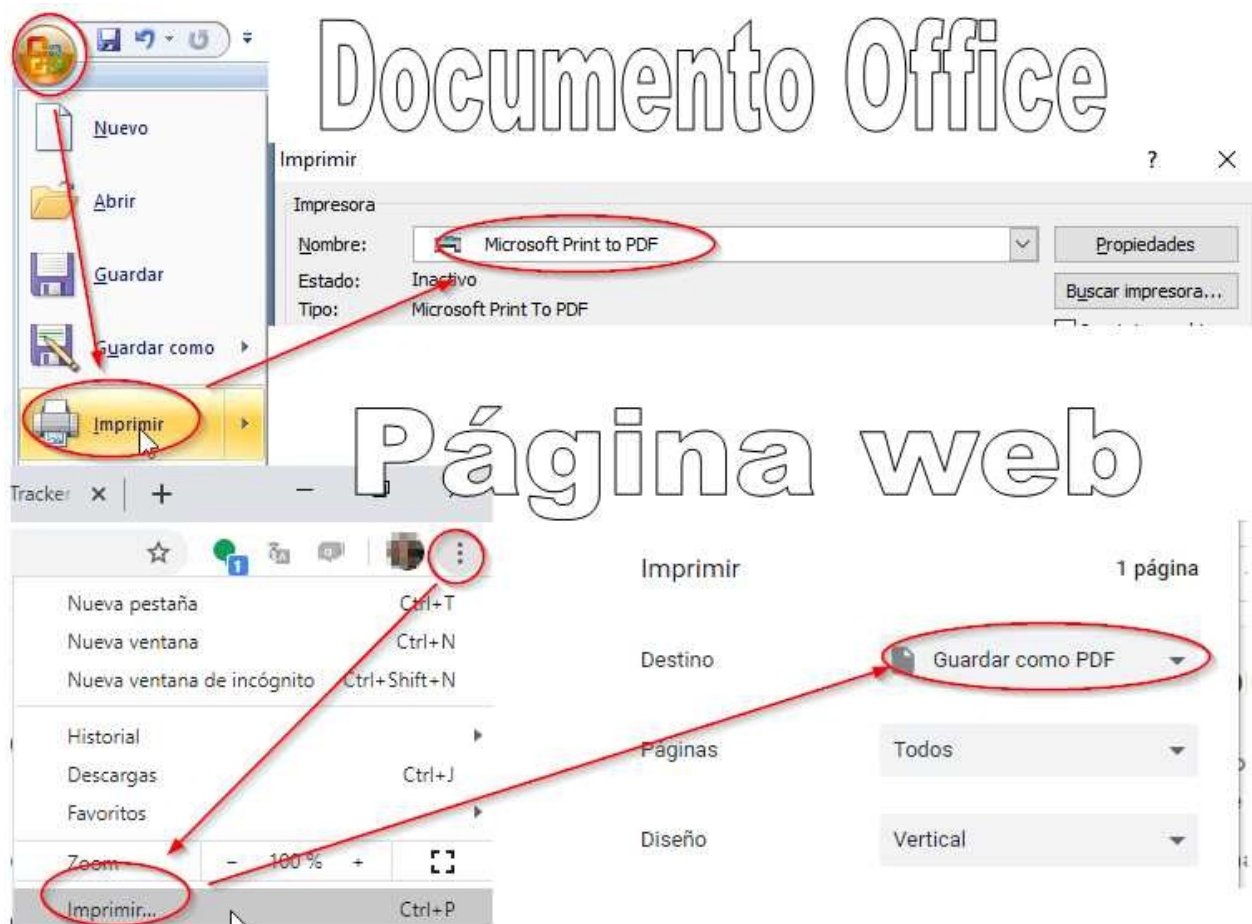 Documento Office
Nuevo
Abrir
Guardar
Guardar como
Imprimir
Imprimir ? ×
Impresora
Nombre: Microsoft Print to PDF Propiedades
Estado: Inactivo Buscar impresora...
Tipo: Microsoft Print To PDF
Página web
Tracker × +
1
Nueva pestaña Ctrl+T
Nueva ventana Ctrl+N
Nueva ventana de incógnito Ctrl+Shift+N
Historial
Descargas Ctrl+J
Favoritos
Zoom - 100 % +
Imprimir... Ctrl+P
Imprimir 1 página
Destino Guardar como PDF
Páginas Todos
Diseño Vertical